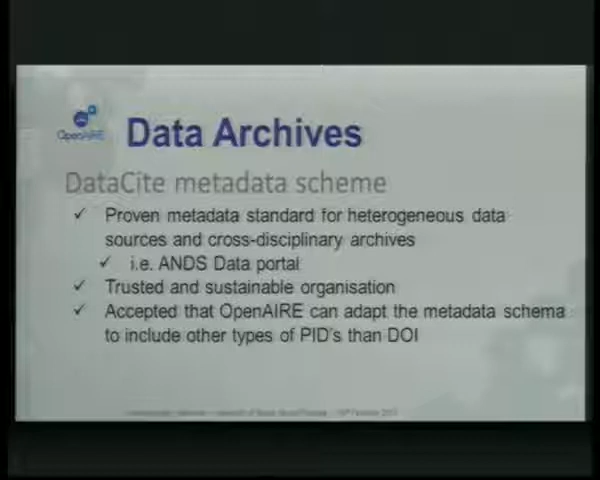 OpenAIRE
Data Archives
DataCite metadata scheme
✓ Proven metadata standard for heterogeneous data
sources and cross-disciplinary archives
✓ i.e. ANDS Data portal
✓ Trusted and sustainable organisation
✓ Accepted that OpenAIRE can adapt the metadata schema
to include other types of PID's than DOI